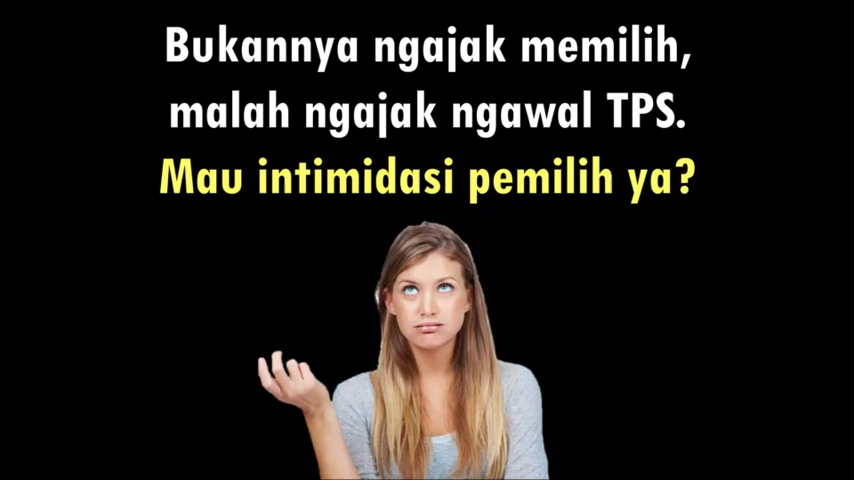 Bukannya ngajak memilih,
malah ngajak ngawal TPS.
Mau intimidasi pemilih ya?